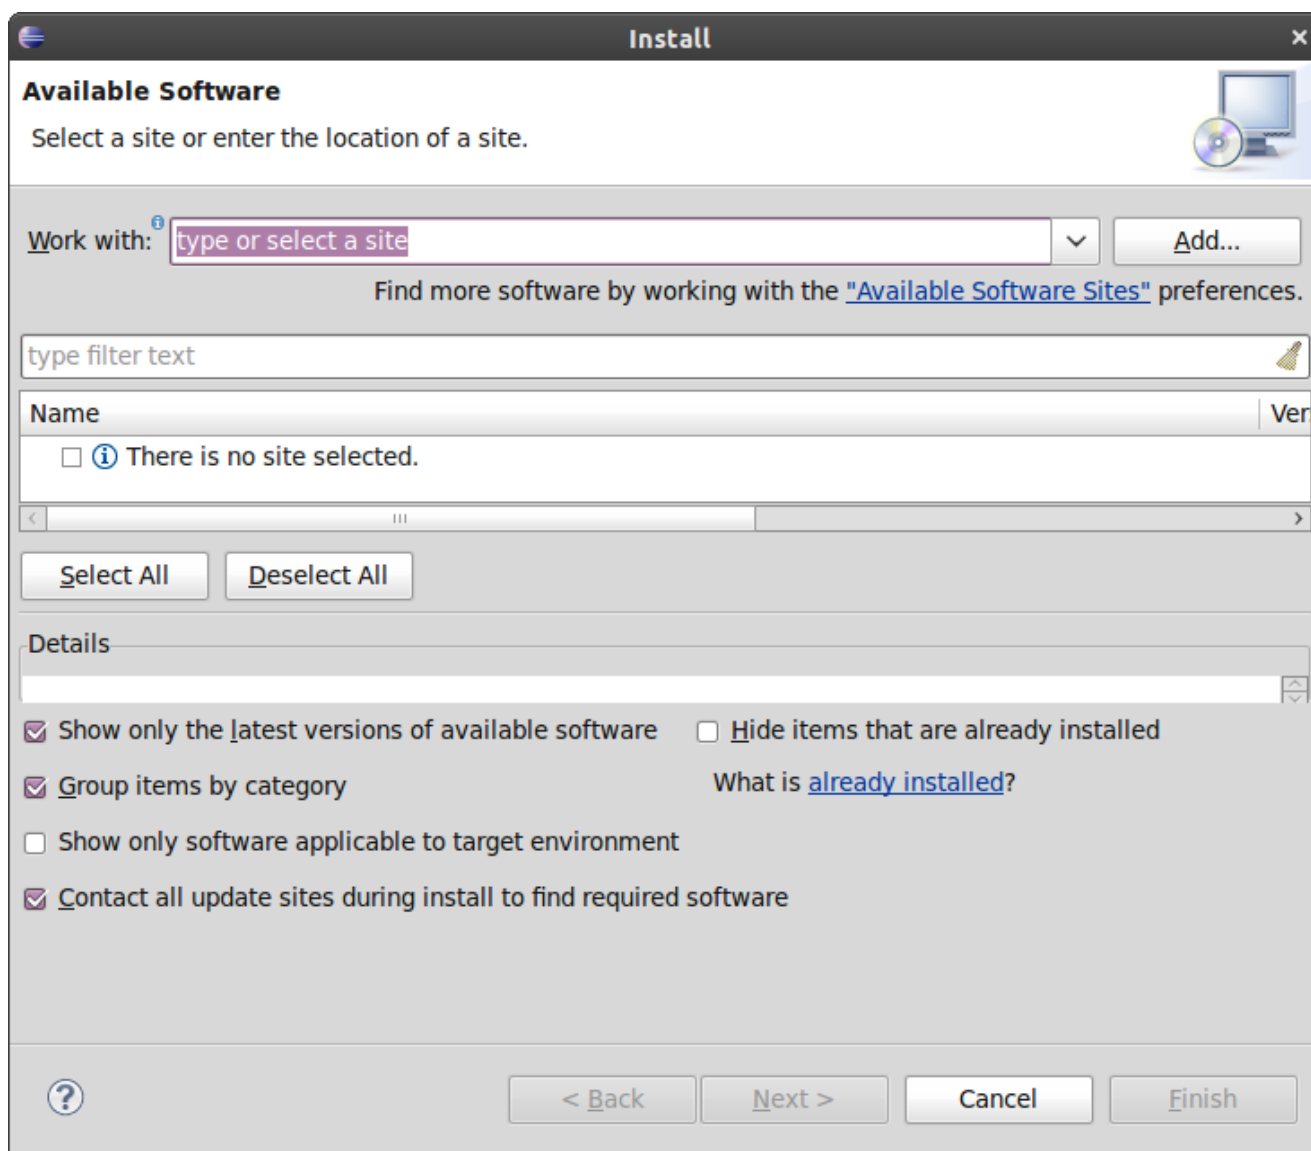 Install
Available Software
Select a site or enter the location of a site.
Work with: type or select a site Add...
Find more software by working with the "Available Software Sites" preferences.
type filter text
Name Ver
There is no site selected.
Select All Deselect All
Details
Show only the latest versions of available software Hide items that are already installed
Group items by category What is already installed?
Show only software applicable to target environment
Contact all update sites during install to find required software
< Back Next > Cancel Finish